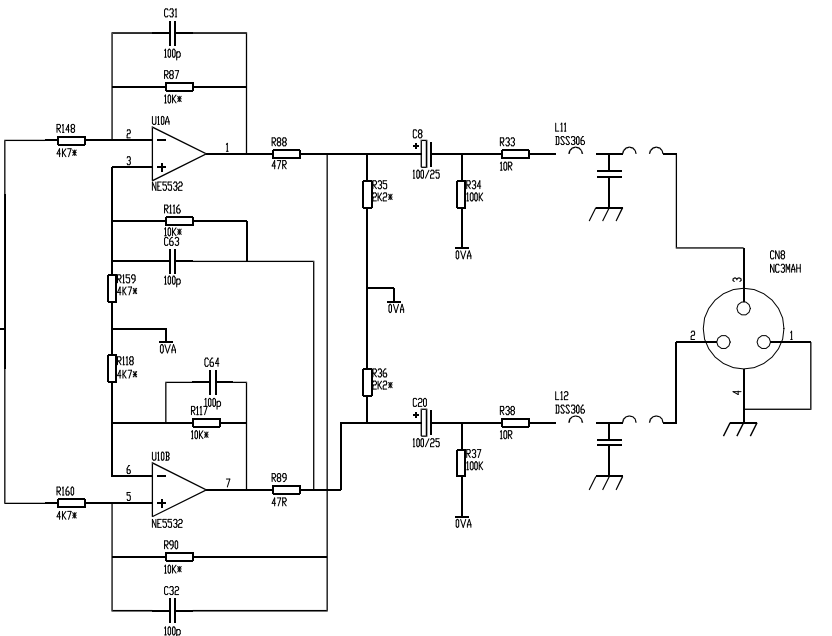 C31
100p
R87
10K*
U10A
R148
4K7*
2
3
1
NE5532
R88
47R
C8
+
100/25
R33
10R
L11
DSS306
R35
2K2*
R34
100K
0VA
R116
10K*
C63
100p
R159
4K7*
0VA
0VA
CN8
NC3MAH
3
2
1
4
R118
4K7*
C64
100p
R117
10K*
R36
2K2*
C20
+
100/25
R38
10R
L12
DSS306
U10B
6
5
7
NE5532
R160
4K7*
R89
47R
R37
100K
0VA
R90
10K*
C32
100p